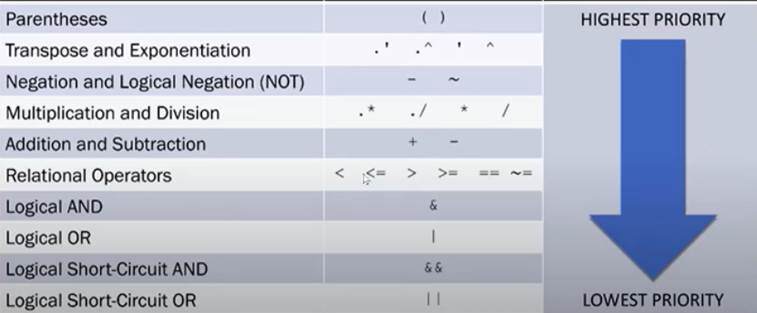 Parentheses ( ) HIGHEST PRIORITY
Transpose and Exponentiation .' .^ ' ^
Negation and Logical Negation (NOT) - ~
Multiplication and Division .* ./ * /
Addition and Subtraction + -
Relational Operators < <= > >= == ~=
Logical AND &
Logical OR |
Logical Short-Circuit AND &&
Logical Short-Circuit OR || LOWEST PRIORITY